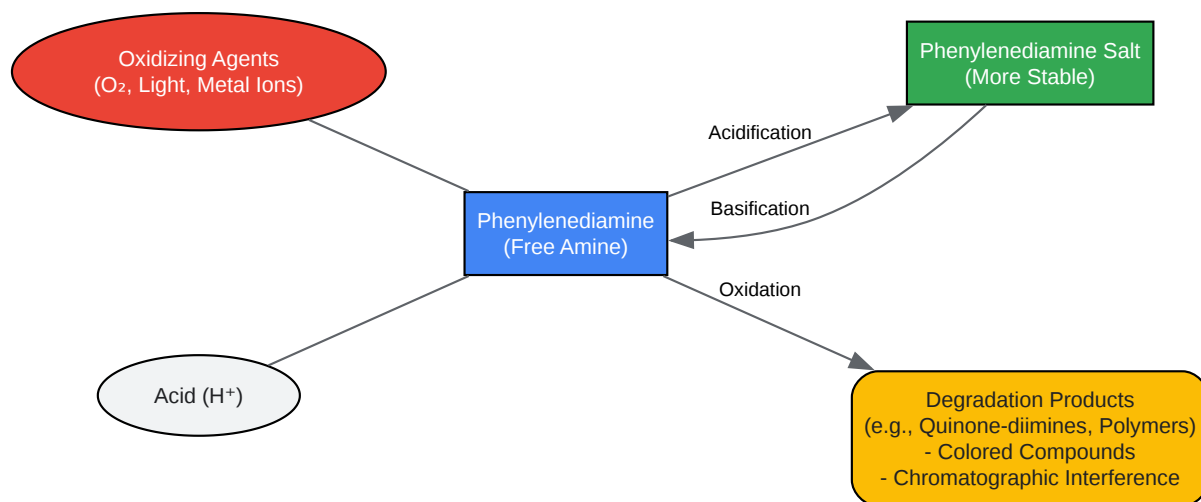 Oxidizing Agents
(O₂, Light, Metal Ions)
Phenylenediamine Salt
(More Stable)
Acidification
Basification
Phenylenediamine
(Free Amine)
Oxidation
Acid (H⁺)
Degradation Products
(e.g., Quinone-diimines, Polymers)
- Colored Compounds
- Chromatographic Interference